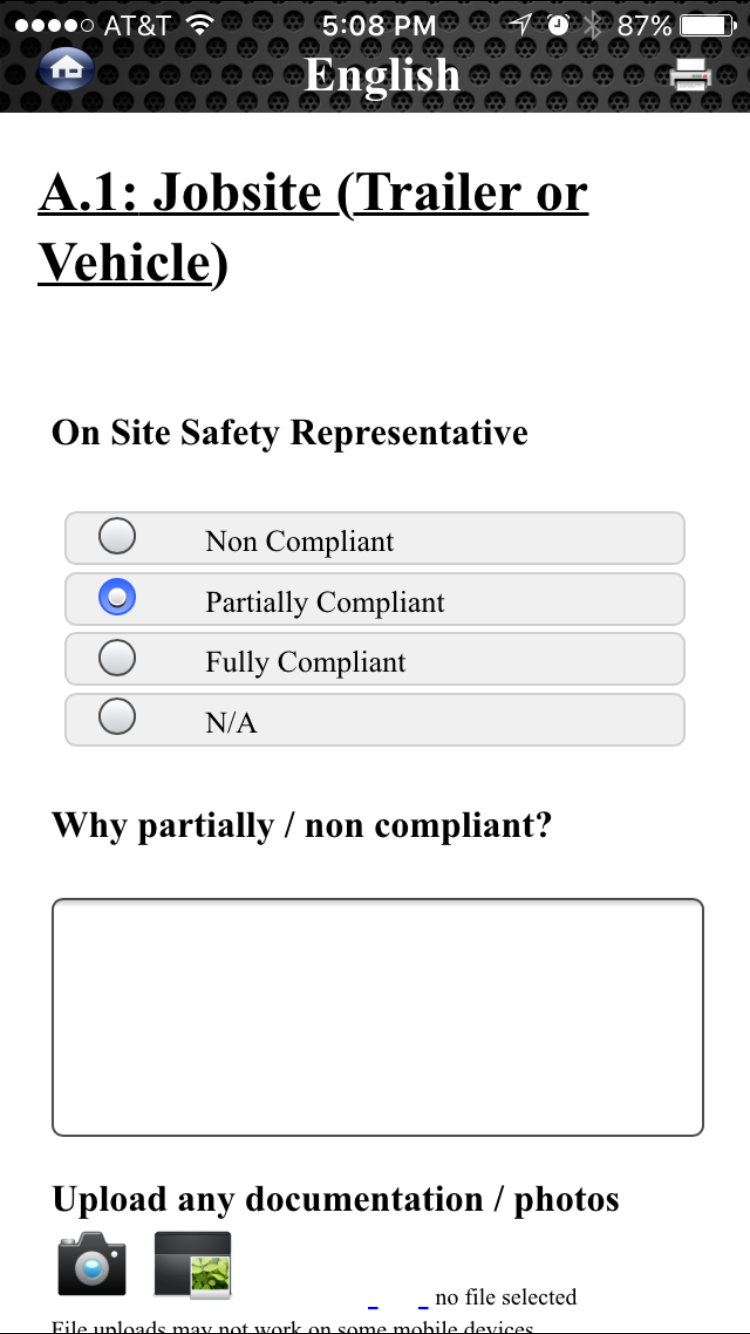 AT&T 5:08 PM 87%
English
A.1: Jobsite (Trailer or
Vehicle)
On Site Safety Representative
Non Compliant
Partially Compliant
Fully Compliant
N/A
Why partially / non compliant?
Upload any documentation / photos
no file selected
File uploads may not work on some mobile devices.